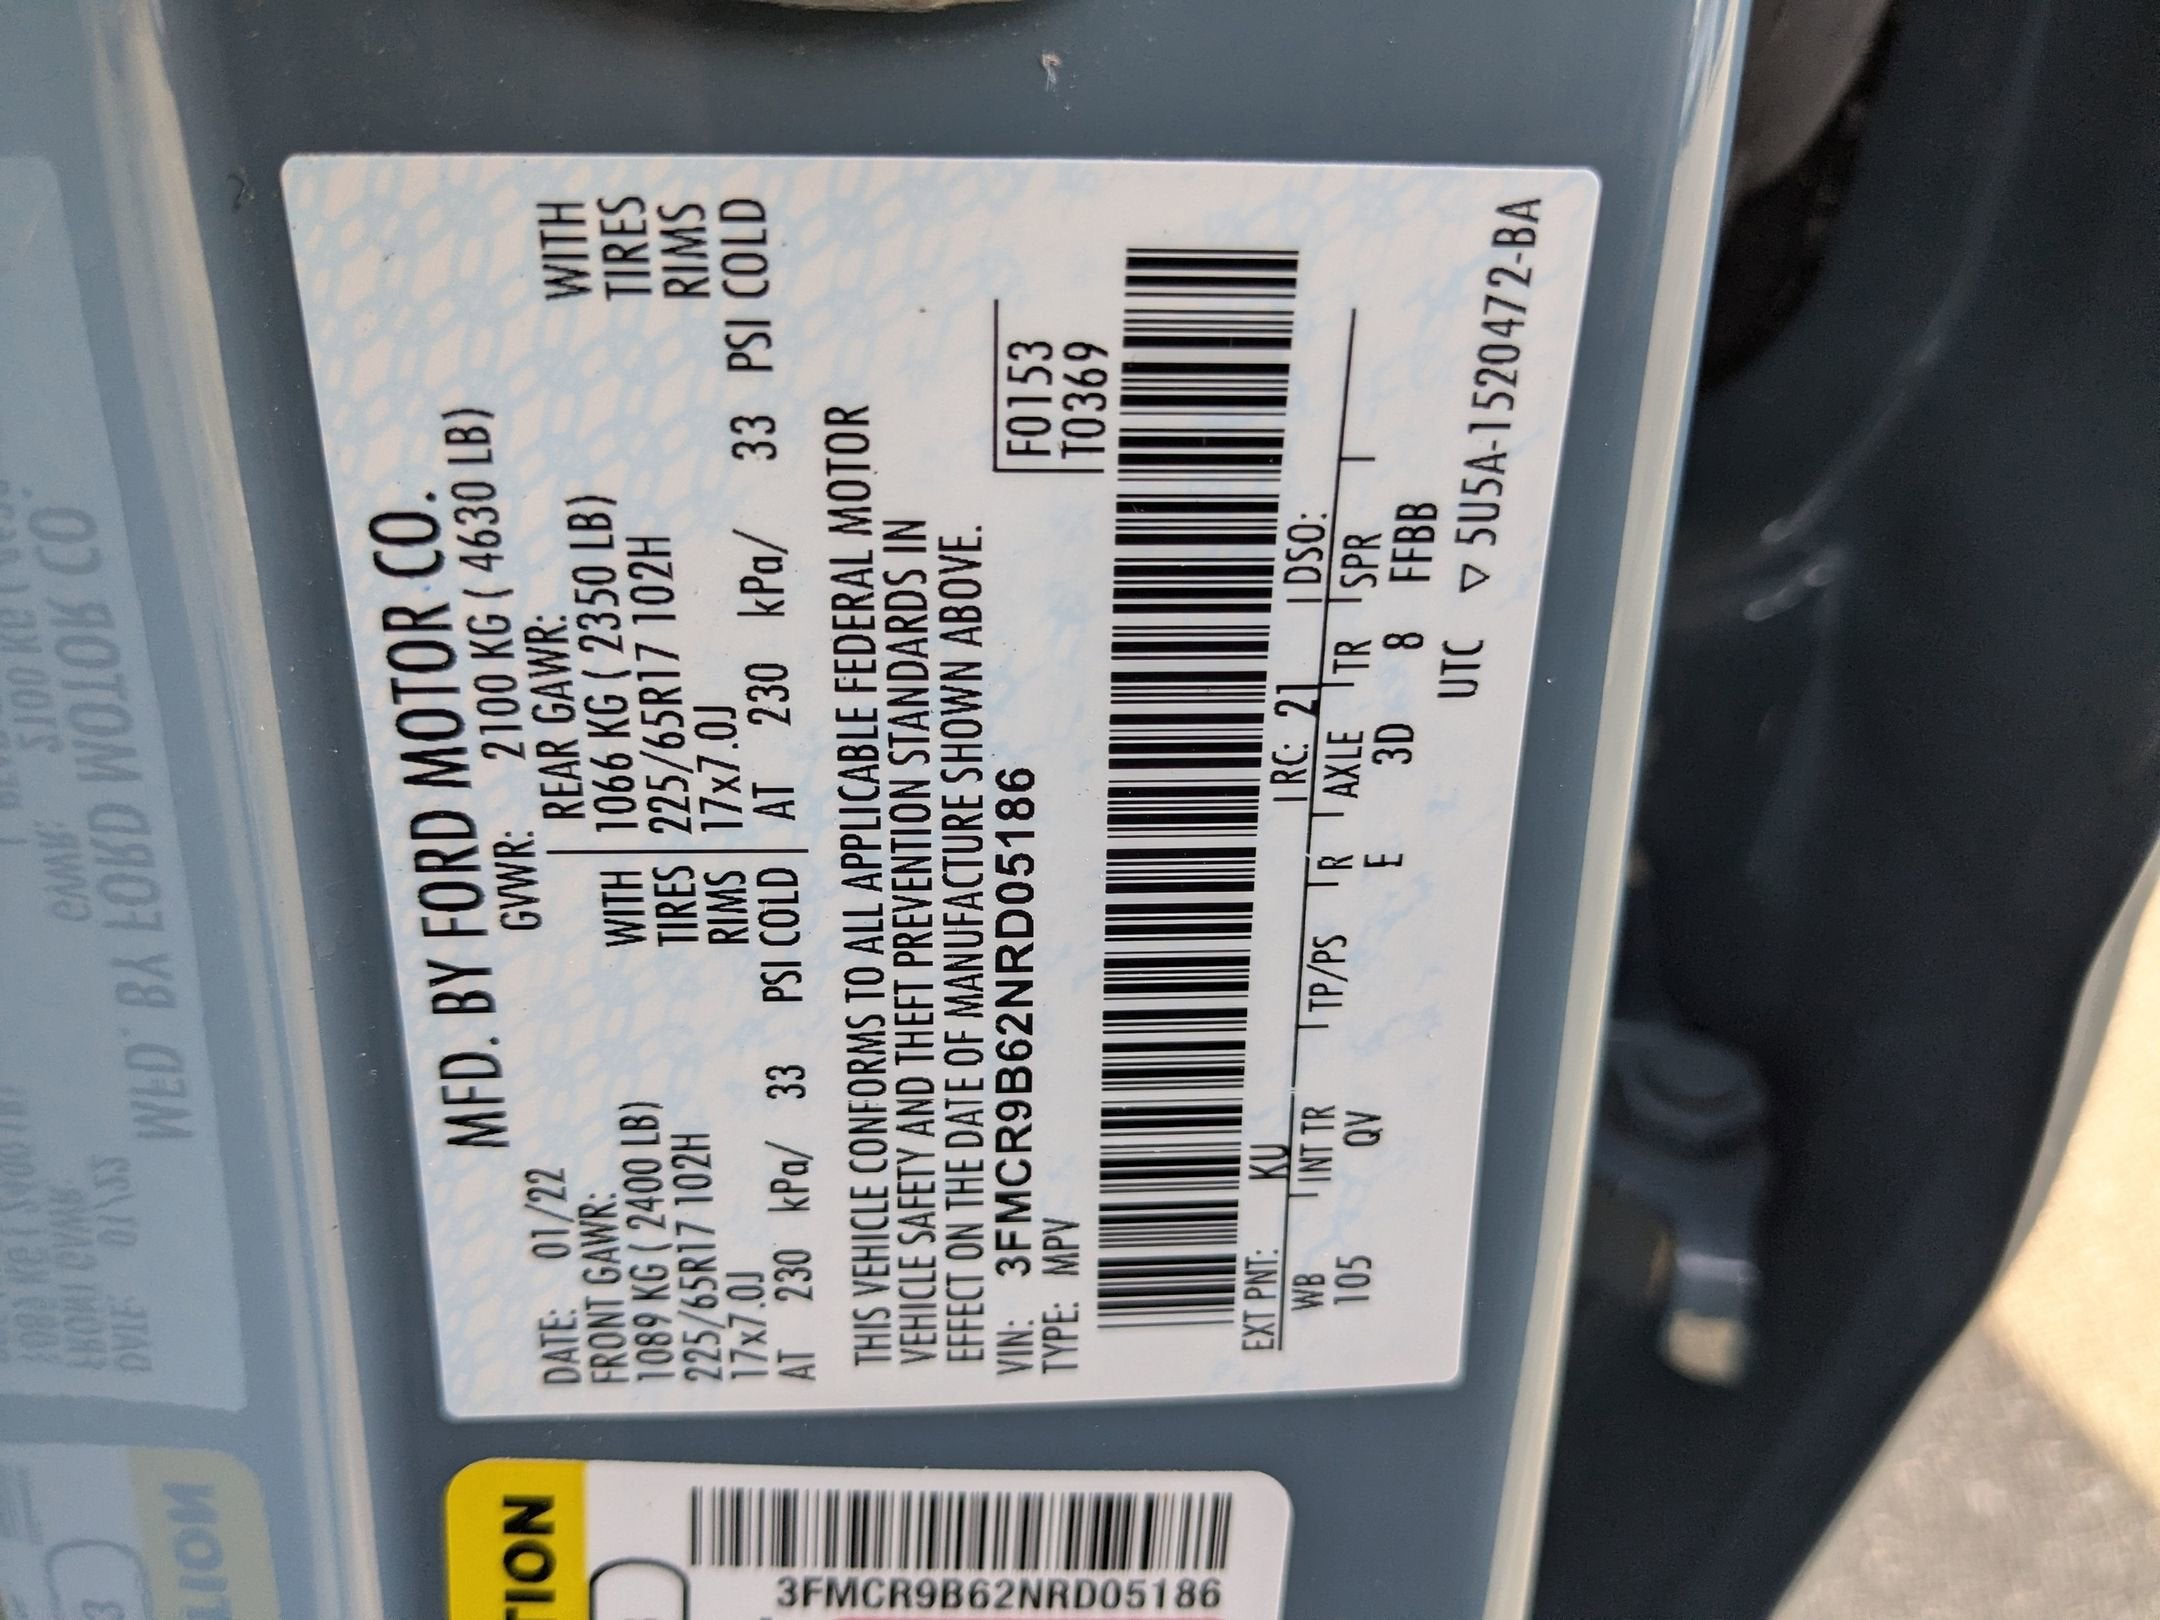 MFD. BY FORD MOTOR CO.
DATE: 01/22 GVWR: 2100 KG ( 4630 LB)
FRONT GAWR: REAR GAWR:
1089 KG ( 2400 LB) WITH 1066 KG ( 2350 LB) WITH
225/65R17 102H TIRES 225/65R17 102H TIRES
17x7.0J RIMS 17x7.0J RIMS
AT 230 kPa/ 33 PSI COLD AT 230 kPa/ 33 PSI COLD
THIS VEHICLE CONFORMS TO ALL APPLICABLE FEDERAL MOTOR
VEHICLE SAFETY AND THEFT PREVENTION STANDARDS IN
EFFECT ON THE DATE OF MANUFACTURE SHOWN ABOVE.
VIN: 3FMCR9B62NRD05186 F0153
TYPE: MPV T0369
EXT PNT: KU RC: 21 DSO:
WB INT TR TP/PS R AXLE TR SPR
105 QV E 3D 8 FFBB
UTC ▽ 5U5A-1520472-BA
TION
3FMCR9B62NRD05186